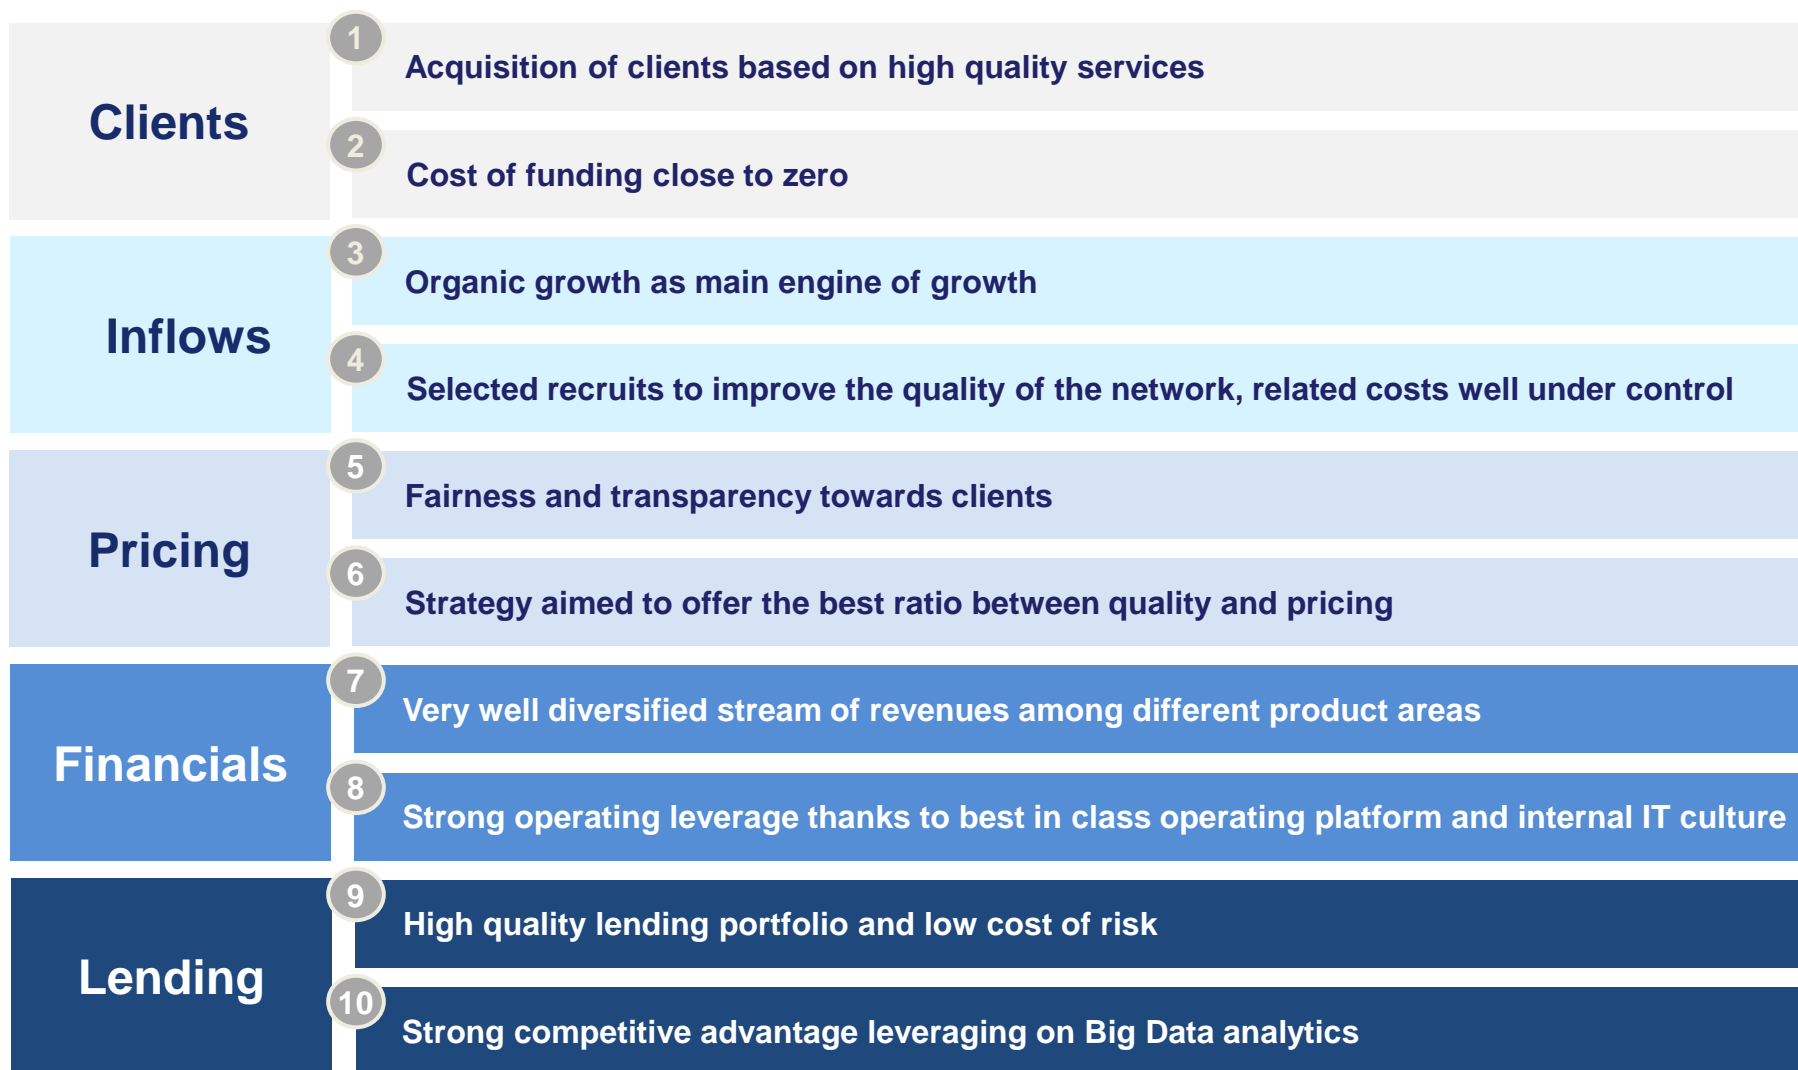 Clients
1
Acquisition of clients based on high quality services
2
Cost of funding close to zero
Inflows
3
Organic growth as main engine of growth
4
Selected recruits to improve the quality of the network, related costs well under control
Pricing
5
Fairness and transparency towards clients
6
Strategy aimed to offer the best ratio between quality and pricing
Financials
7
Very well diversified stream of revenues among different product areas
8
Strong operating leverage thanks to best in class operating platform and internal IT culture
Lending
9
High quality lending portfolio and low cost of risk
10
Strong competitive advantage leveraging on Big Data analytics